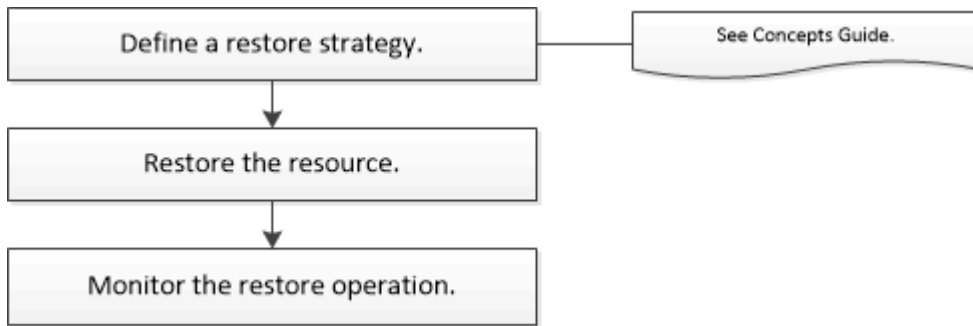 Define a restore strategy.
See Concepts Guide.
Restore the resource.
Monitor the restore operation.